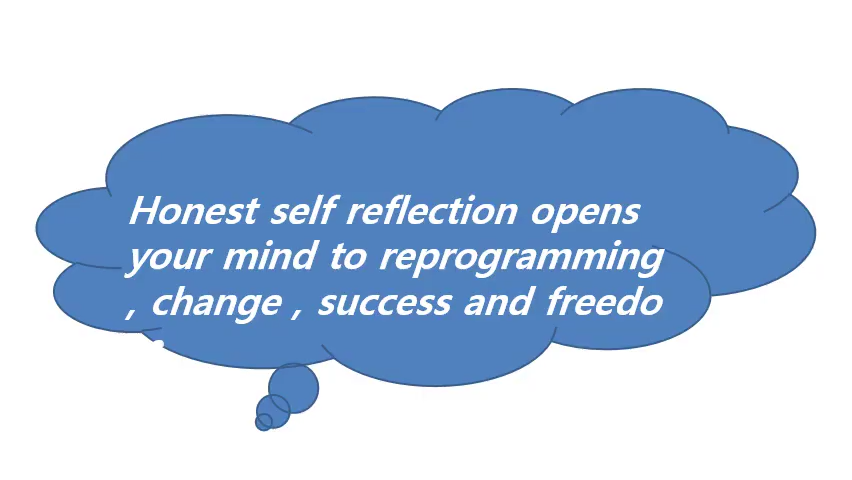 Honest self reflection opens
your mind to reprogramming
, change , success and freedo